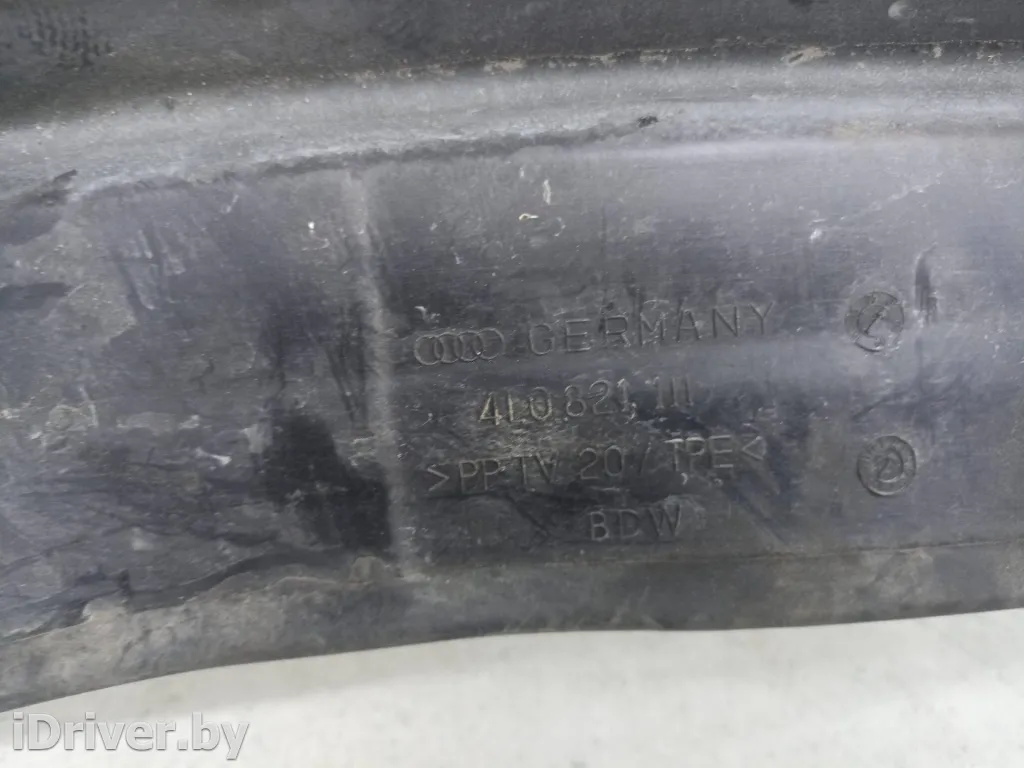 GERMANY
4L0 821 111
>PP-TV 20 / TPE<
BDW
iDriver.by